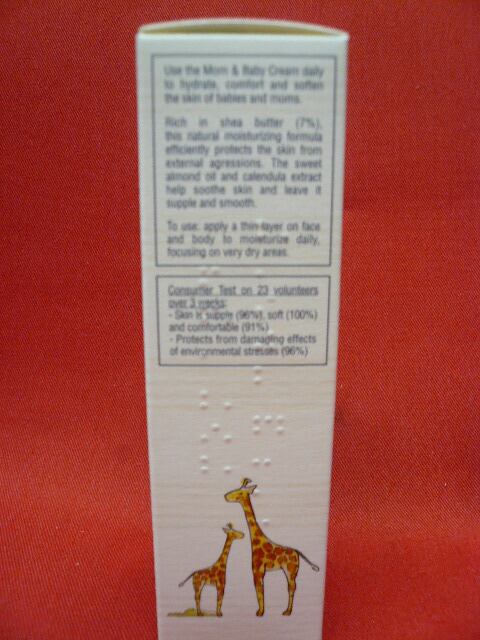 Use the Mom & Baby Cream daily
to hydrate, comfort and soften
the skin of babies and moms.
Rich in shea butter (7%),
this natural moisturizing formula
efficiently protects the skin from
external agressions. The sweet
almond oil and calendula extract
help soothe skin and leave it
supple and smooth.
To use: apply a thin layer on face
and body to moisturize daily,
focusing on very dry areas.
Consumer Test on 23 volunteers
over 3 weeks:
- Skin is supple (96%), soft (100%)
and comfortable (91%)
- Protects from damaging effects
of environmental stresses (96%)